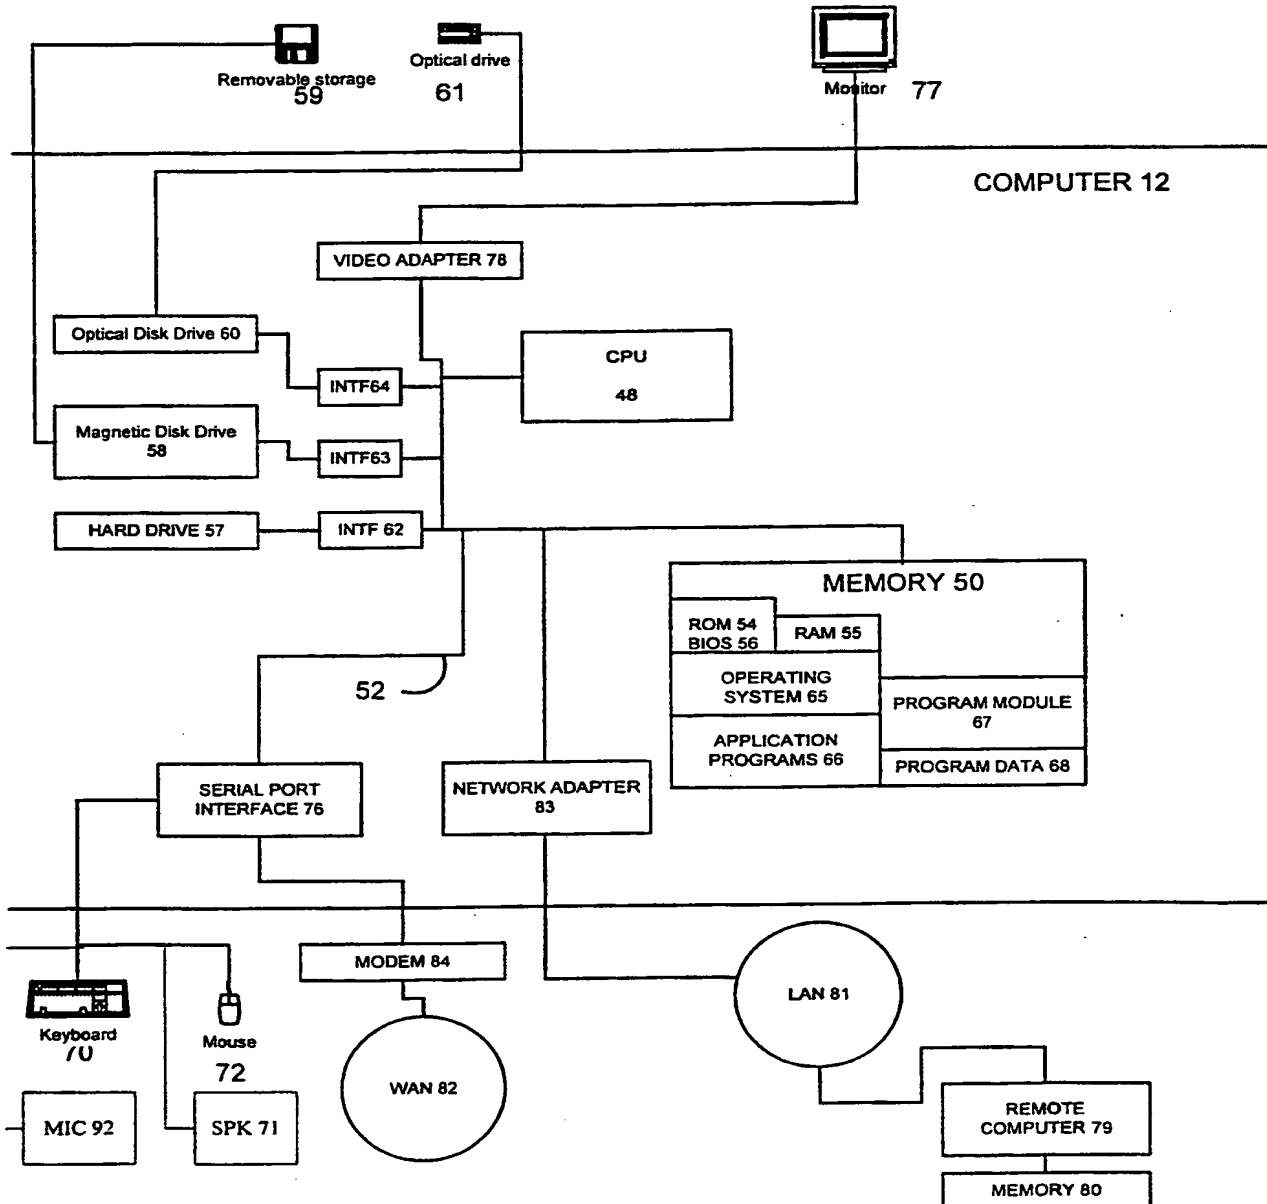 Removable storage
59
Optical drive
61
Monitor 77
COMPUTER 12
VIDEO ADAPTER 78
Optical Disk Drive 60
CPU
48
INTF64
Magnetic Disk Drive
58
INTF63
HARD DRIVE 57
INTF 62
MEMORY 50
ROM 54
BIOS 56
RAM 55
OPERATING
SYSTEM 65
PROGRAM MODULE
67
APPLICATION
PROGRAMS 66
PROGRAM DATA 68
52
SERIAL PORT
INTERFACE 76
NETWORK ADAPTER
83
MODEM 84
LAN 81
Keyboard
70
Mouse
72
WAN 82
MIC 92
SPK 71
REMOTE
COMPUTER 79
MEMORY 80